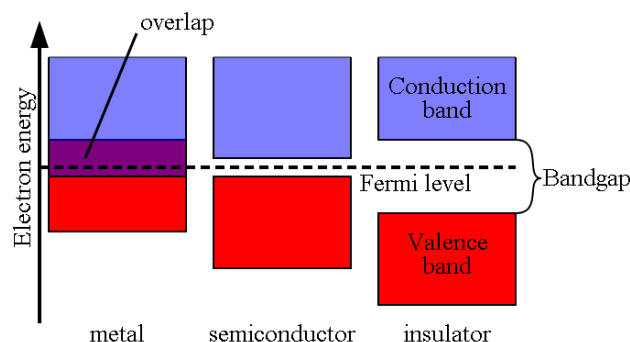 overlap
Electron energy
Conduction
band
Fermi level
Bandgap
Valence
band
metal
semiconductor
insulator